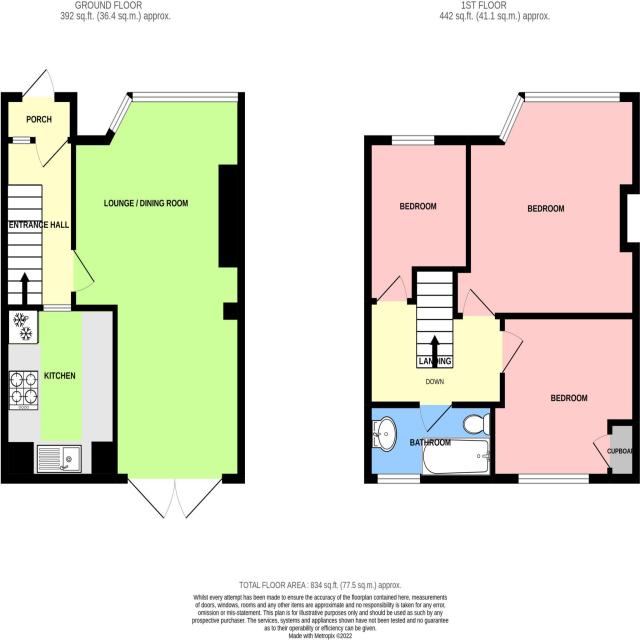 GROUND FLOOR
392 sq.ft. (36.4 sq.m.) approx.
1ST FLOOR
442 sq.ft. (41.1 sq.m.) approx.
PORCH
ENTRANCE HALL
LOUNGE / DINING ROOM
KITCHEN
BEDROOM
BEDROOM
LANDING
DOWN
BEDROOM
BATHROOM
CUPBOAR
TOTAL FLOOR AREA : 834 sq.ft. (77.5 sq.m.) approx.
Whilst every attempt has been made to ensure the accuracy of the floorplan contained here, measurements
of doors, windows, rooms and any other items are approximate and no responsibility is taken for any error,
omission or mis-statement. This plan is for illustrative purposes only and should be used as such by any
prospective purchaser. The services, systems and appliances shown have not been tested and no guarantee
as to their operability or efficiency can be given.
Made with Metropix ©2022